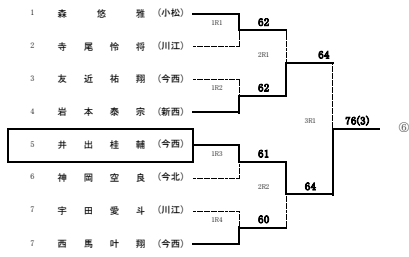 1 森 悠 雅 (小松)
1R1 62
2 寺 尾 怜 将 (川江)
2R1 64
3 友 近 祐 翔 (今西)
1R2 62
4 岩 本 泰 宗 (新西)
3R1 76(3) ⑥
5 井 出 桂 輔 (今西)
1R3 61
6 神 岡 空 良 (今北)
2R2 64
7 宇 田 愛 斗 (川江)
1R4 60
7 西 馬 叶 翔 (今西)